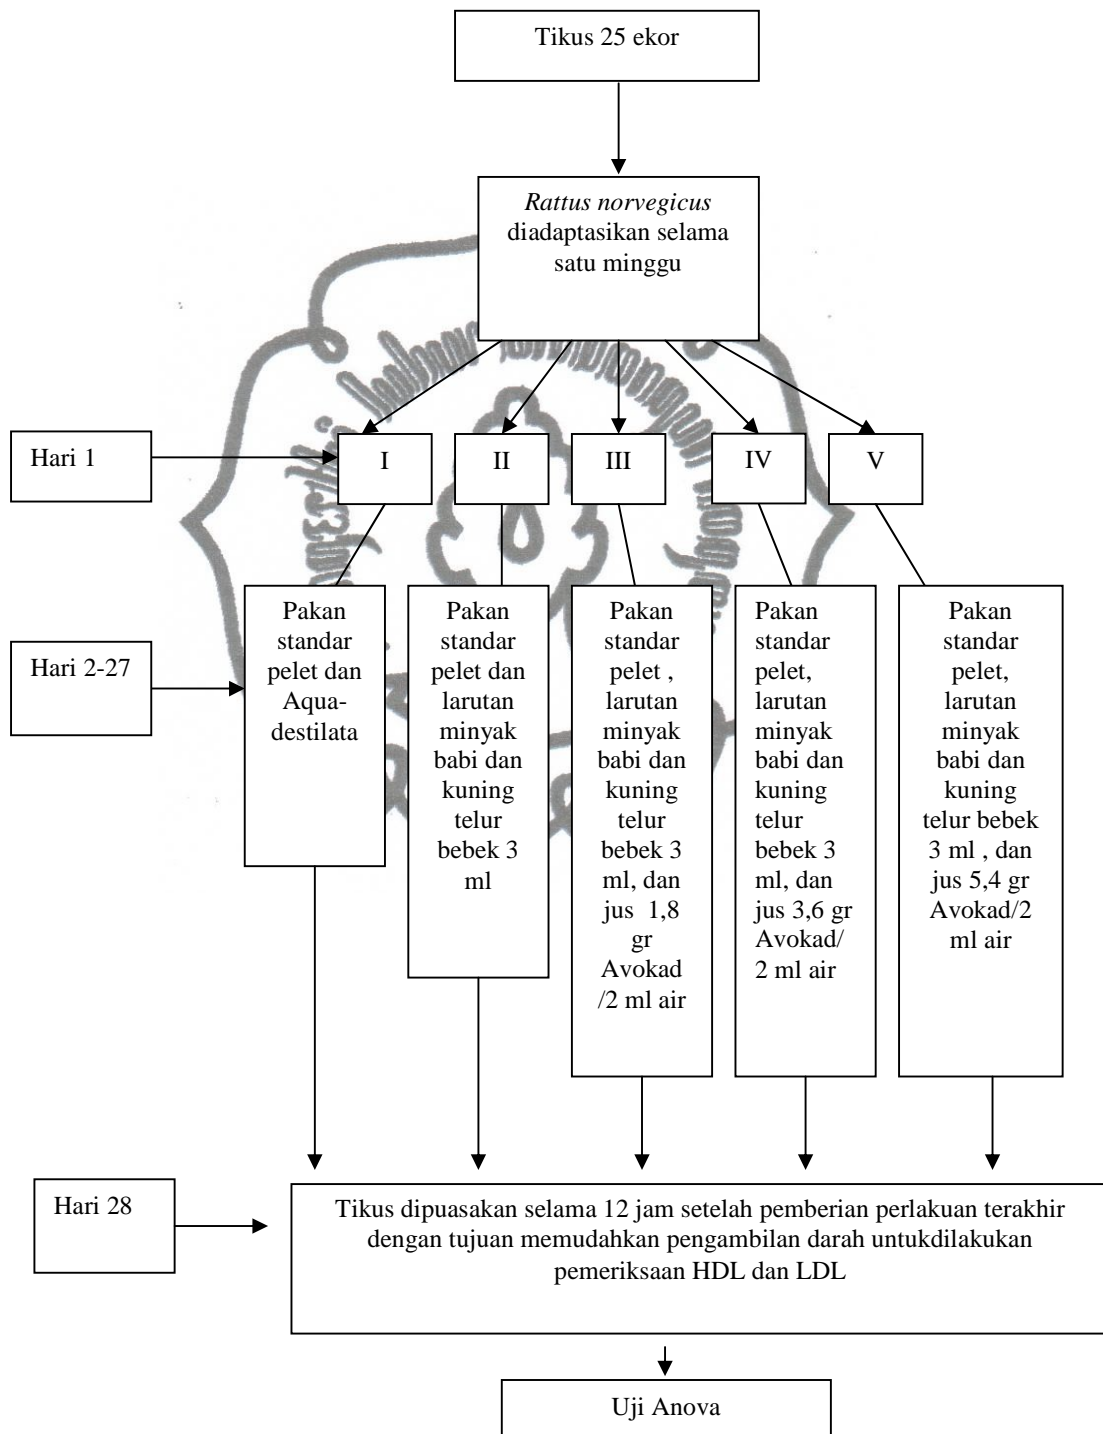 Tikus 25 ekor
Rattus norvegicus
diadaptasikan selama
satu minggu
Hari 1
I
II
III
IV
V
Hari 2-27
Pakan
standar
pelet dan
Aqua-
destilata
Pakan
standar
pelet dan
larutan
minyak
babi dan
kuning
telur
bebek 3
ml
Pakan
standar
pelet ,
larutan
minyak
babi dan
kuning
telur
bebek 3
ml, dan
jus 1,8
gr
Avokad
/2 ml air
Pakan
standar
pelet,
larutan
minyak
babi dan
kuning
telur
bebek 3
ml, dan
jus 3,6 gr
Avokad/
2 ml air
Pakan
standar
pelet,
larutan
minyak
babi dan
kuning
telur bebek
3 ml , dan
jus 5,4 gr
Avokad/2
ml air
Hari 28
Tikus dipuasakan selama 12 jam setelah pemberian perlakuan terakhir
dengan tujuan memudahkan pengambilan darah untukdilakukan
pemeriksaan HDL dan LDL
Uji Anova